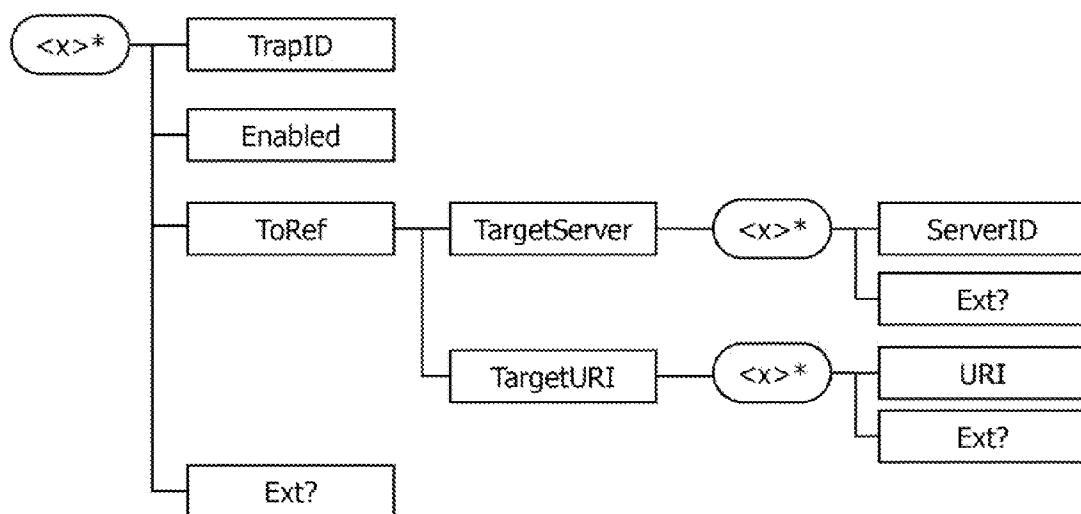 <x>*
TrapID
Enabled
ToRef
TargetServer
<x>*
ServerID
Ext?
TargetURI
<x>*
URI
Ext?
Ext?